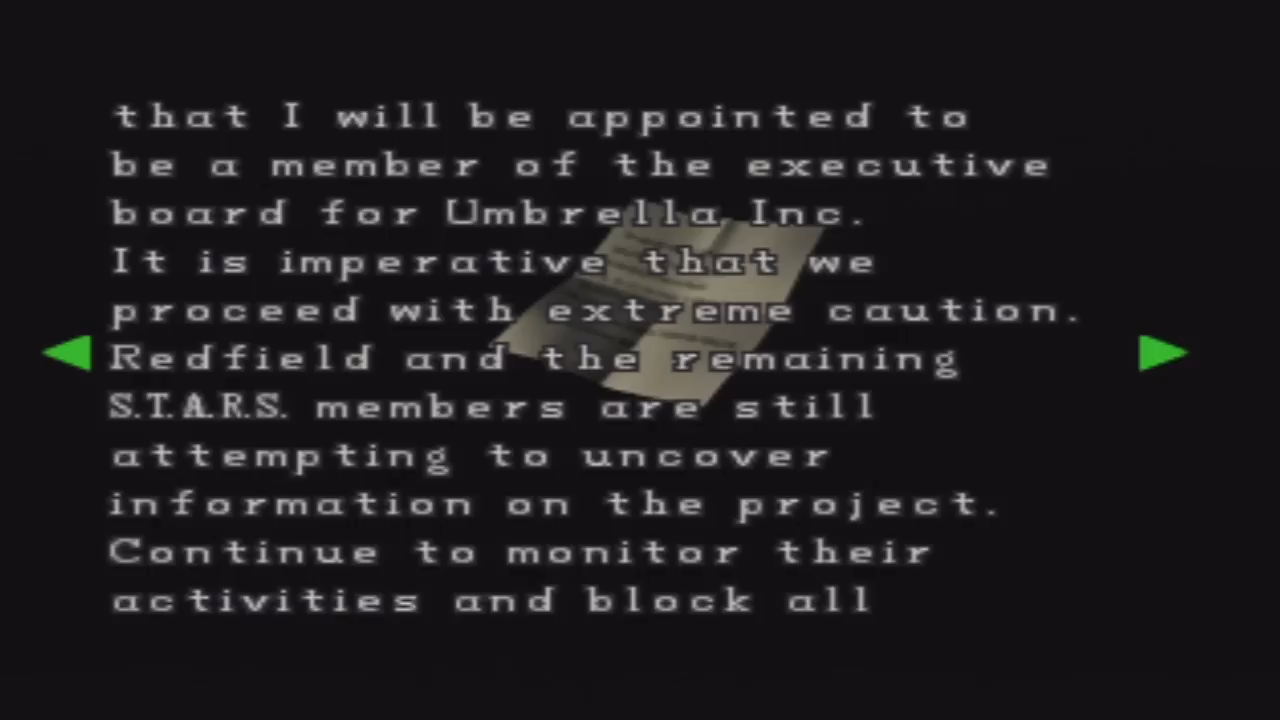 that I will be appointed to
be a member of the executive
board for Umbrella Inc.
It is imperative that we
proceed with extreme caution.
Redfield and the remaining
S.T.A.R.S. members are still
attempting to uncover
information on the project.
Continue to monitor their
activities and block all